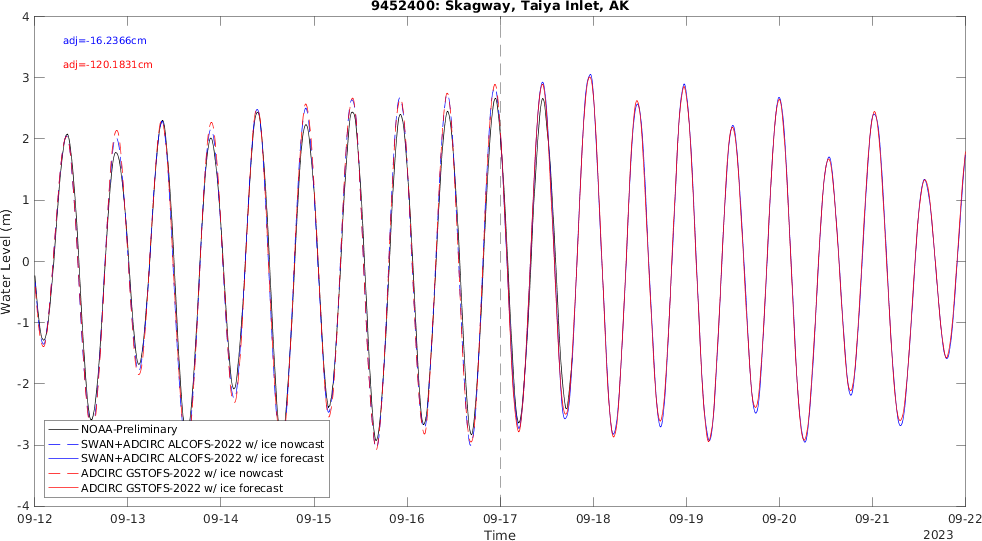 9452400: Skagway, Taiya Inlet, AK
4
adj=-16.2366cm
adj=-120.1831cm
3
2
1
0
-1
-2
-3
-4
Water Level (m)
NOAA-Preliminary
SWAN+ADCIRC ALCOFS-2022 w/ ice nowcast
SWAN+ADCIRC ALCOFS-2022 w/ ice forecast
ADCIRC GSTOFS-2022 w/ ice nowcast
ADCIRC GSTOFS-2022 w/ ice forecast
09-12 09-13 09-14 09-15 09-16 09-17 09-18 09-19 09-20 09-21 09-22
Time
2023